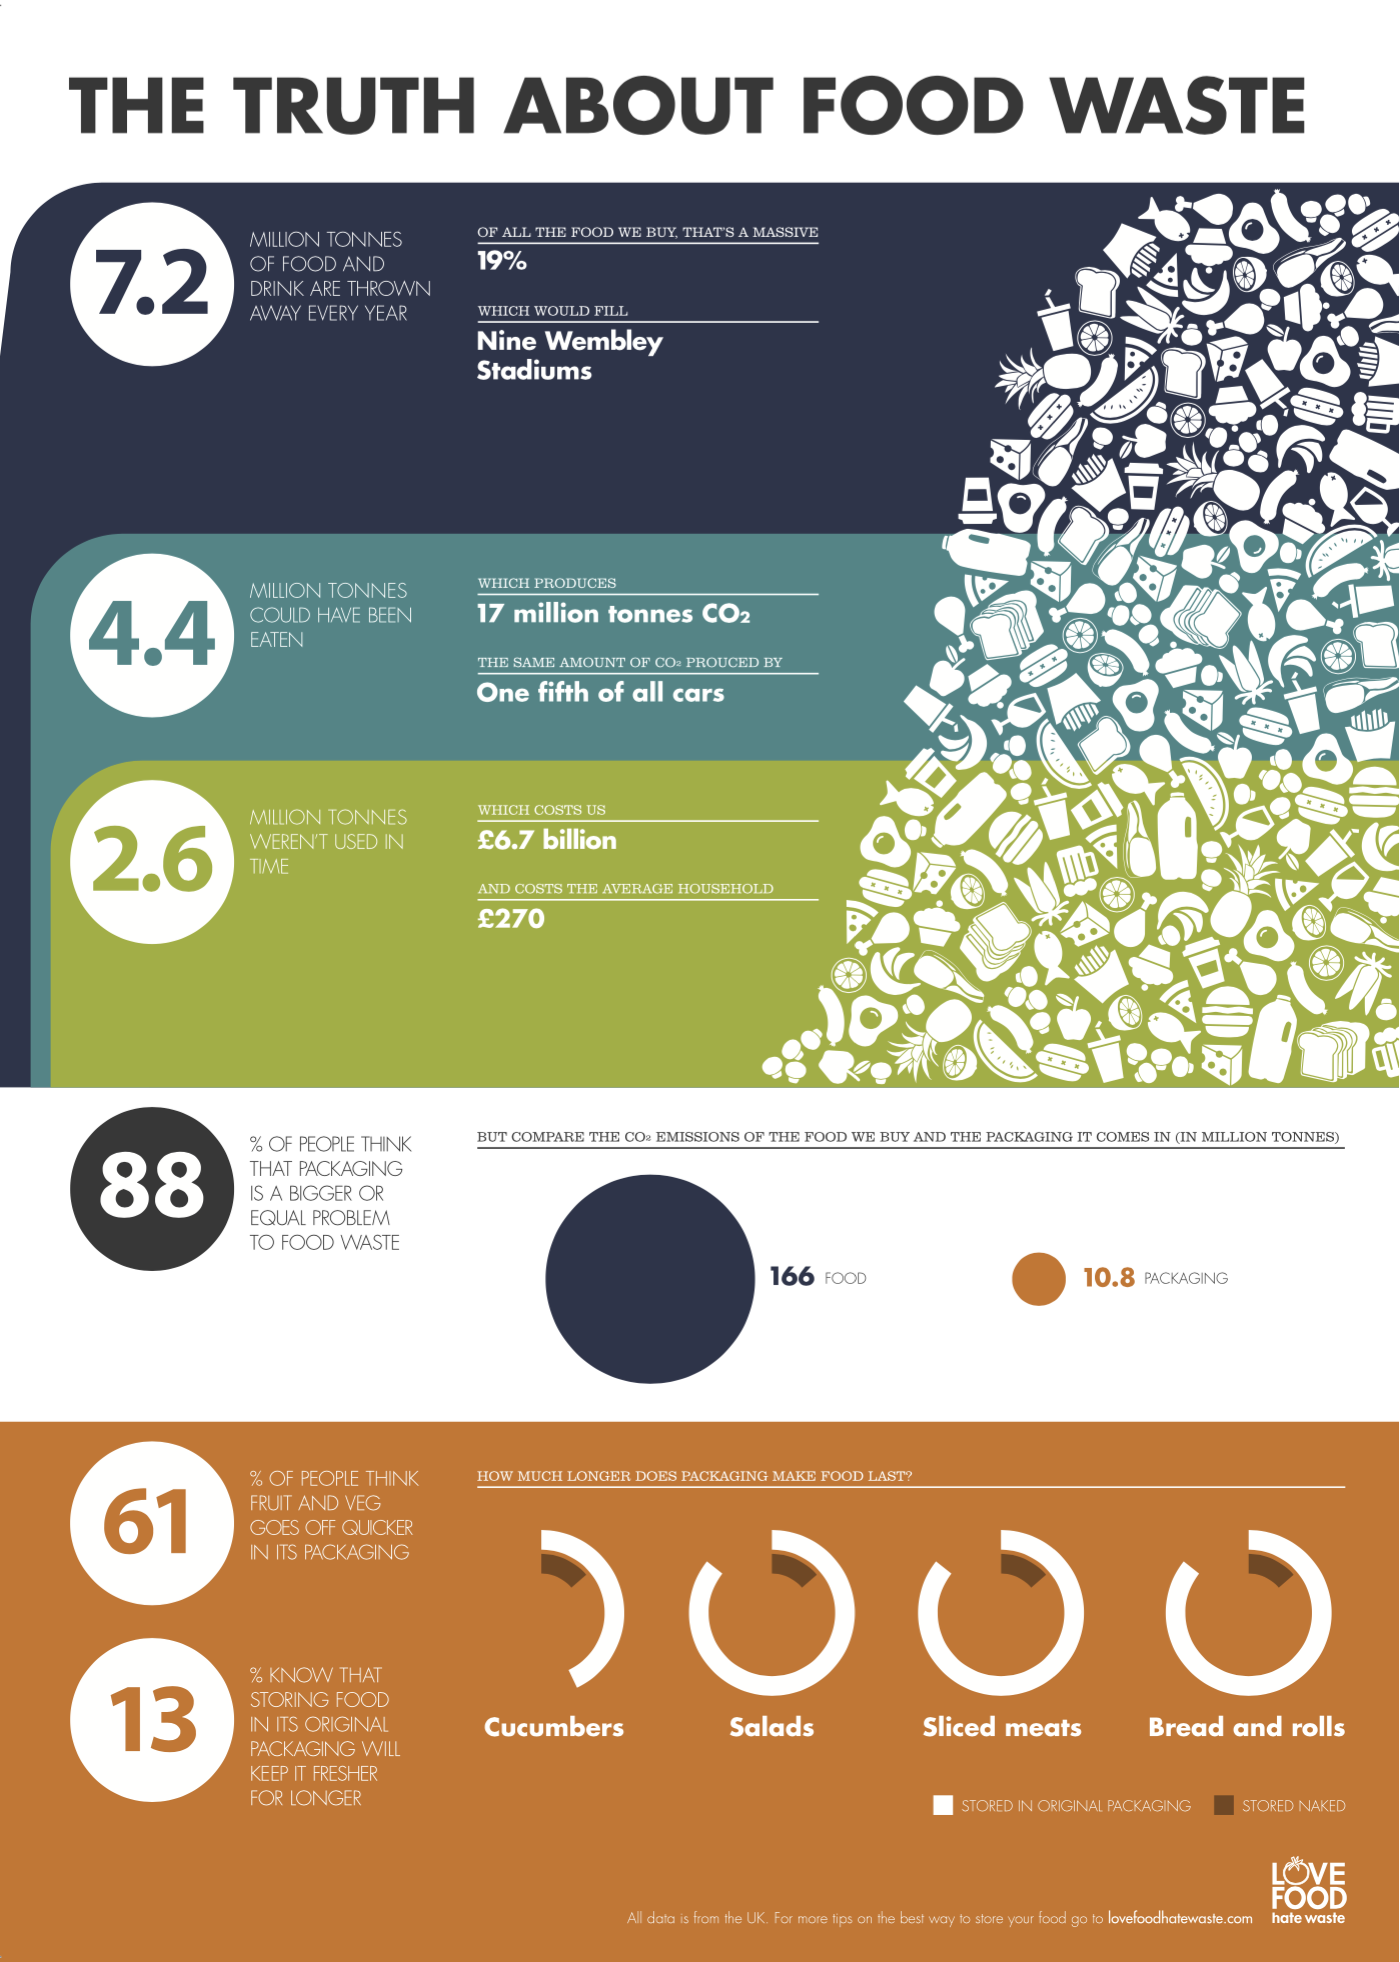 THE TRUTH ABOUT FOOD WASTE
7.2
MILLION TONNES
OF FOOD AND
DRINK ARE THROWN
AWAY EVERY YEAR
OF ALL THE FOOD WE BUY, THAT'S A MASSIVE
19%
WHICH WOULD FILL
Nine Wembley
Stadiums
4.4
MILLION TONNES
COULD HAVE BEEN
EATEN
WHICH PRODUCES
17 million tonnes CO₂
THE SAME AMOUNT OF CO₂ PROUCED BY
One fifth of all cars
2.6
MILLION TONNES
WEREN'T USED IN
TIME
WHICH COSTS US
£6.7 billion
AND COSTS THE AVERAGE HOUSEHOLD
£270
88
% OF PEOPLE THINK
THAT PACKAGING
IS A BIGGER OR
EQUAL PROBLEM
TO FOOD WASTE
BUT COMPARE THE CO₂ EMISSIONS OF THE FOOD WE BUY AND THE PACKAGING IT COMES IN (IN MILLION TONNES)
166 FOOD
10.8 PACKAGING
61
% OF PEOPLE THINK
FRUIT AND VEG
GOES OFF QUICKER
IN ITS PACKAGING
13
% KNOW THAT
STORING FOOD
IN ITS ORIGINAL
PACKAGING WILL
KEEP IT FRESHER
FOR LONGER
HOW MUCH LONGER DOES PACKAGING MAKE FOOD LAST?
Cucumbers
Salads
Sliced meats
Bread and rolls
STORED IN ORIGINAL PACKAGING
STORED NAKED
All data is from the UK. For more tips on the best way to store your food go to lovefoodhatewaste.com
LOVE
FOOD
hate waste